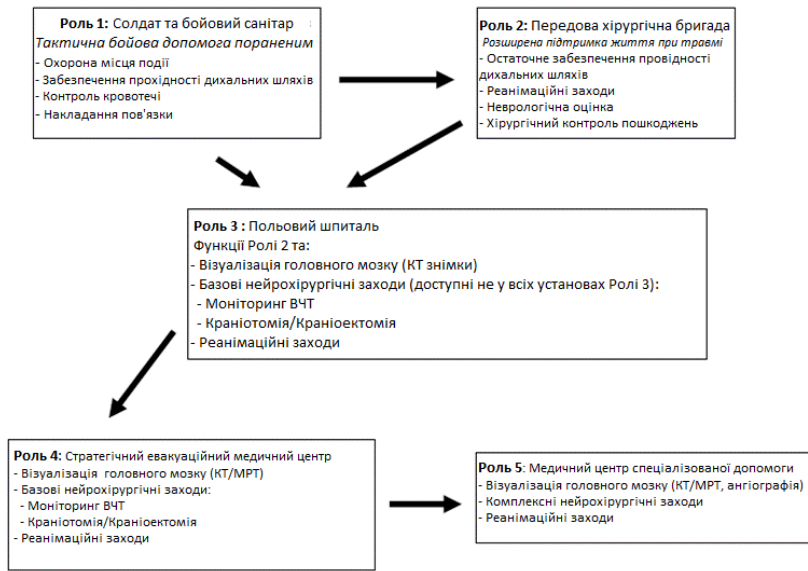 Роль 1: Солдат та бойовий санітар :
Тактична бойова допомога пораненим
- Охорона місця події
- Забезпечення прохідності дихальних шляхів
- Контроль кровотечі
- Накладання пов'язки
Роль 2: Передова хірургічна бригада
Розширена підтримка життя при травмі
- Остаточне забезпечення провідності
дихальних шляхів
- Реанімаційні заходи
- Неврологічна оцінка
- Хірургічний контроль пошкоджень
Роль 3 : Польовий шпиталь
Функції Ролі 2 та:
- Візуалізація головного мозку (КТ знімки)
- Базові нейрохірургічні заходи (доступні не у всіх установах Ролі 3):
- Моніторинг ВЧТ
- Краніотомія/Краніоектомія
- Реанімаційні заходи
Роль 4: Стратегічний евакуаційний медичний центр
- Візуалізація головного мозку (КТ/МРТ)
- Базові нейрохірургічні заходи:
- Моніторинг ВЧТ
- Краніотомія/Краніоектомія
- Реанімаційні заходи
Роль 5: Медичний центр спеціалізованої допомоги
- Візуалізація головного мозку (КТ/МРТ, ангіографія)
- Комплексні нейрохірургічні заходи
- Реанімаційні заходи